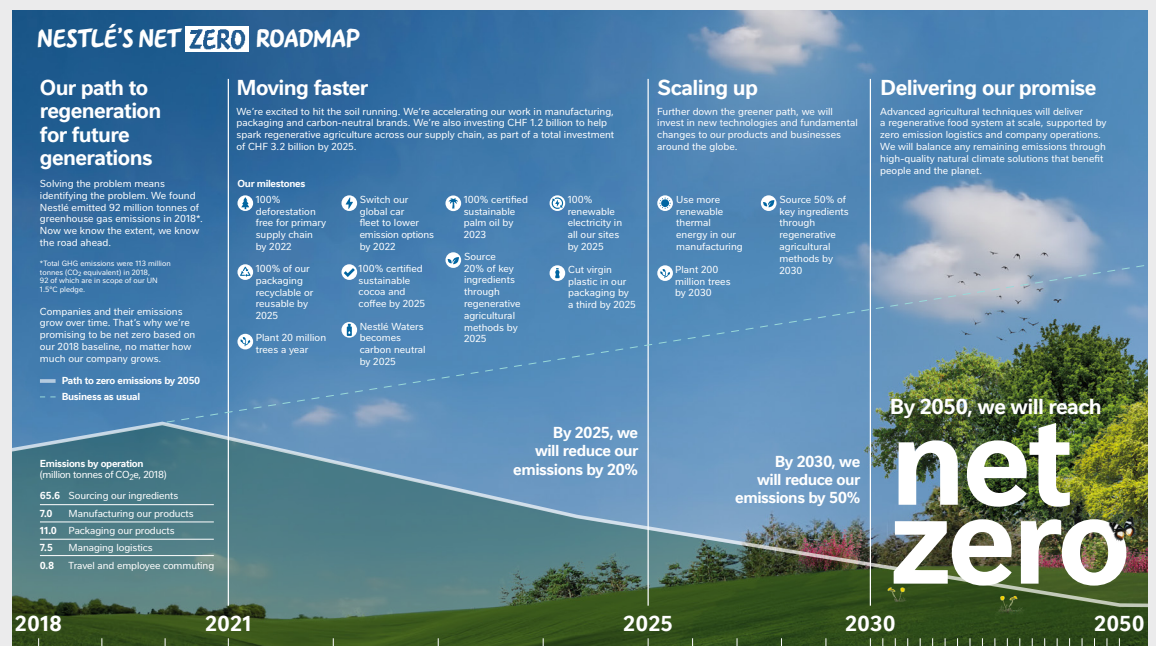 NESTLÉ'S NET ZERO ROADMAP
Our path to
regeneration
for future
generations
Solving the problem means
identifying the problem. We found
Nestlé emitted 92 million tonnes of
greenhouse gas emissions in 2018*.
Now we know the extent, we know
the road ahead.
*Total GHG emissions were 113 million
tonnes (CO₂ equivalent) in 2018,
92 of which are in scope of our UN
1.5°C pledge.
Companies and their emissions
grow over time. That's why we're
promising to be net zero based on
our 2018 baseline, no matter how
much our company grows.
Path to zero emissions by 2050
Business as usual
Emissions by operation
(million tonnes of CO₂e, 2018)
65.6 Sourcing our ingredients
7.0 Manufacturing our products
11.0 Packaging our products
7.5 Managing logistics
0.8 Travel and employee commuting
Moving faster
We're excited to hit the soil running. We're accelerating our work in manufacturing,
packaging and carbon-neutral brands. We're also investing CHF 1.2 billion to help
spark regenerative agriculture across our supply chain, as part of a total investment
of CHF 3.2 billion by 2025.
Our milestones
100%
deforestation
free for primary
supply chain
by 2022
100% of our
packaging
recyclable or
reusable by
2025
Plant 20 million
trees a year
Switch our
global car
fleet to lower
emission options
by 2022
100% certified
sustainable
cocoa and
coffee by 2025
Nestlé Waters
becomes
carbon neutral
by 2025
100% certified
sustainable
palm oil by
2023
Source
20% of key
ingredients
through
regenerative
agricultural
methods by
2025
100%
renewable
electricity in
all our sites
by 2025
Cut virgin
plastic in our
packaging by
a third by 2025
By 2025, we
will reduce our
emissions by 20%
Scaling up
Further down the greener path, we will
invest in new technologies and fundamental
changes to our products and businesses
around the globe.
Use more
renewable
thermal
energy in our
manufacturing
Plant 200
million trees
by 2030
Source 50% of
key ingredients
through
regenerative
agricultural
methods by
2030
By 2030, we
will reduce our
emissions by 50%
Delivering our promise
Advanced agricultural techniques will deliver
a regenerative food system at scale, supported by
zero emission logistics and company operations.
We will balance any remaining emissions through
high-quality natural climate solutions that benefit
people and the planet.
By 2050, we will reach
net
zero
2018 2021 2025 2030 2050